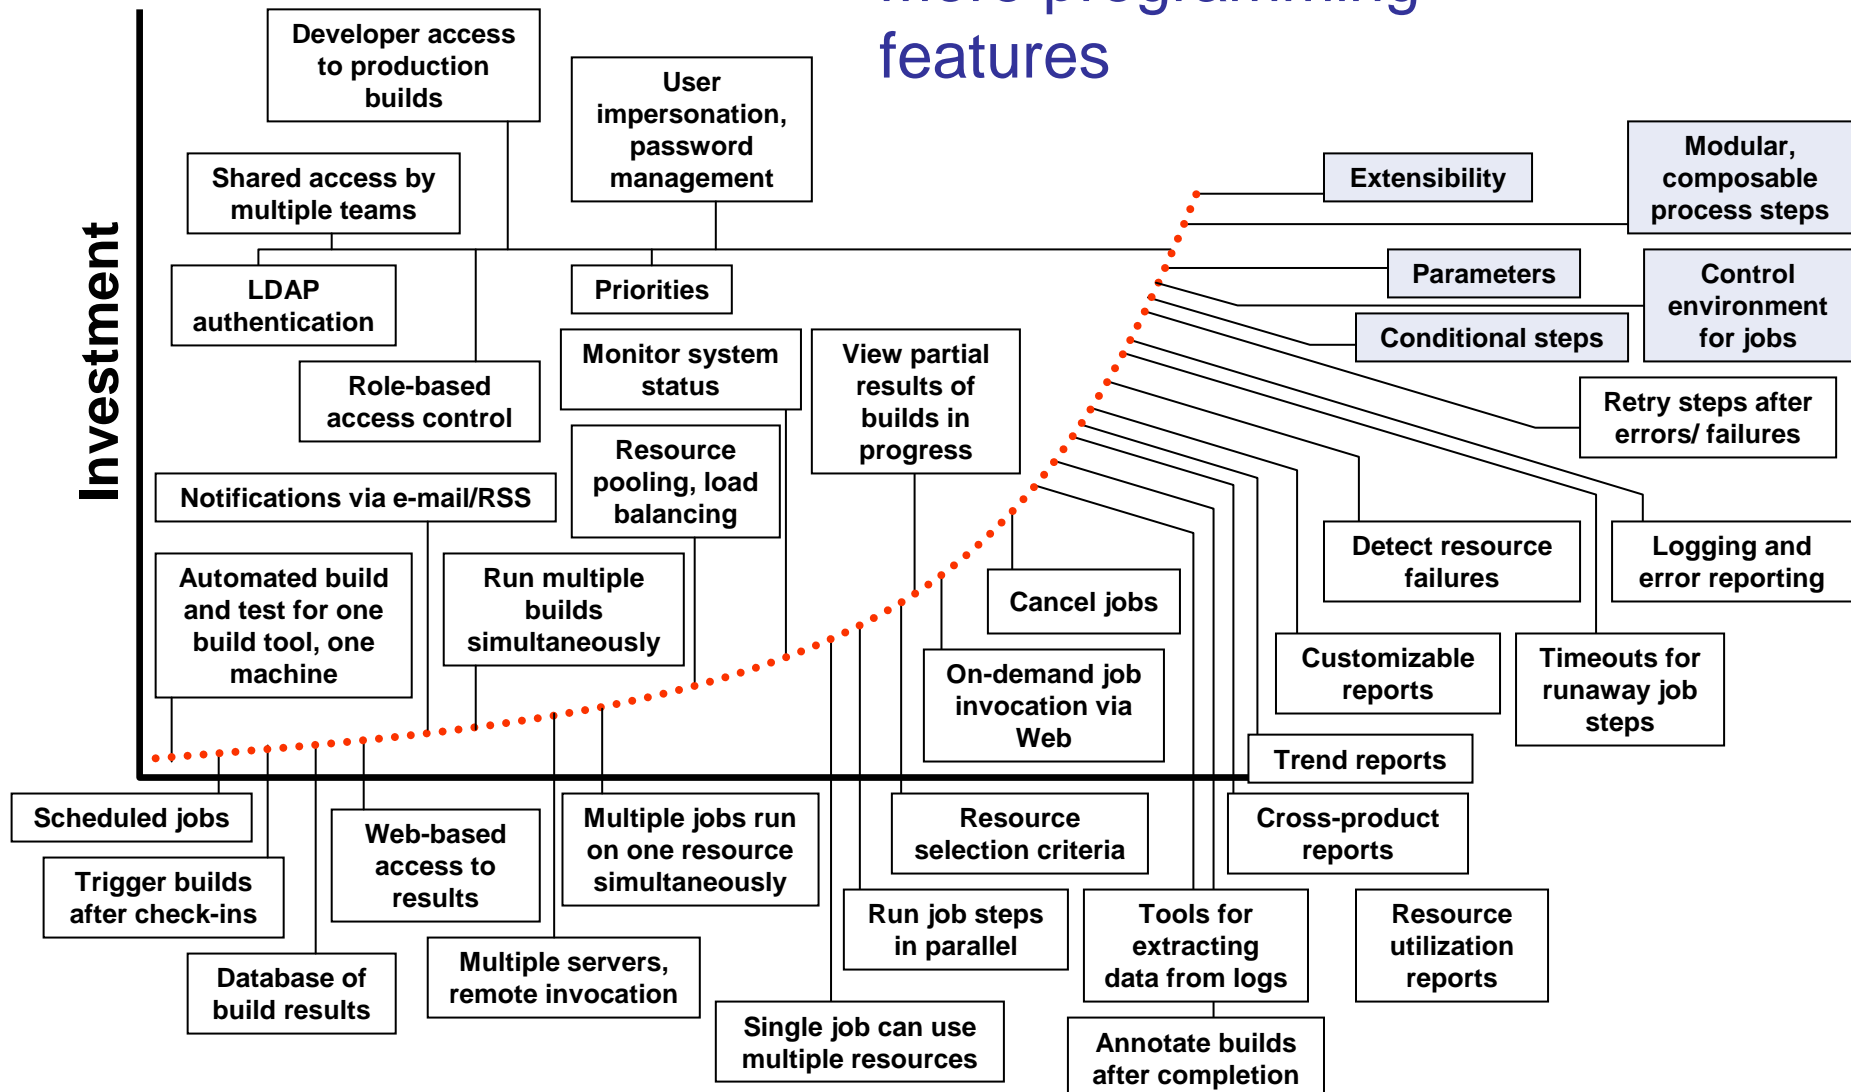 More programming
features
Developer access
to production
builds
User
impersonation,
password
management
Shared access by
multiple teams
Extensibility
Modular,
composable
process steps
Investment
LDAP
authentication
Priorities
Parameters
Control
environment
for jobs
Conditional steps
Role-based
access control
Monitor system
status
View partial
results of
builds in
progress
Retry steps after
errors/ failures
Resource
pooling, load
balancing
Notifications via e-mail/RSS
Automated build
and test for one
build tool, one
machine
Run multiple
builds
simultaneously
Cancel jobs
Detect resource
failures
Logging and
error reporting
On-demand job
invocation via
Web
Customizable
reports
Timeouts for
runaway job
steps
Trend reports
Scheduled jobs
Trigger builds
after check-ins
Database of
build results
Web-based
access to
results
Multiple servers,
remote invocation
Multiple jobs run
on one resource
simultaneously
Single job can use
multiple resources
Resource
selection criteria
Run job steps
in parallel
Cross-product
reports
Tools for
extracting
data from logs
Resource
utilization
reports
Annotate builds
after completion